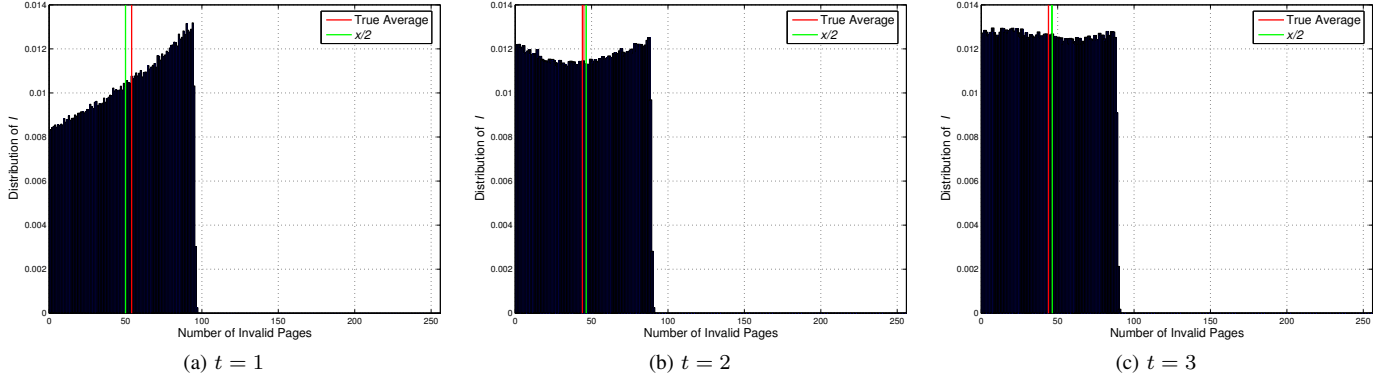 0.014
0.012
0.01
0.008
0.006
0.004
0.002
0
Distribution of I
0 50 100 150 200 250
Number of Invalid Pages
True Average
x/2
(a) t = 1
0.014
0.012
0.01
0.008
0.006
0.004
0.002
0
Distribution of I
0 50 100 150 200 250
Number of Invalid Pages
True Average
x/2
(b) t = 2
0.014
0.012
0.01
0.008
0.006
0.004
0.002
0
Distribution of I
0 50 100 150 200 250
Number of Invalid Pages
True Average
x/2
(c) t = 3